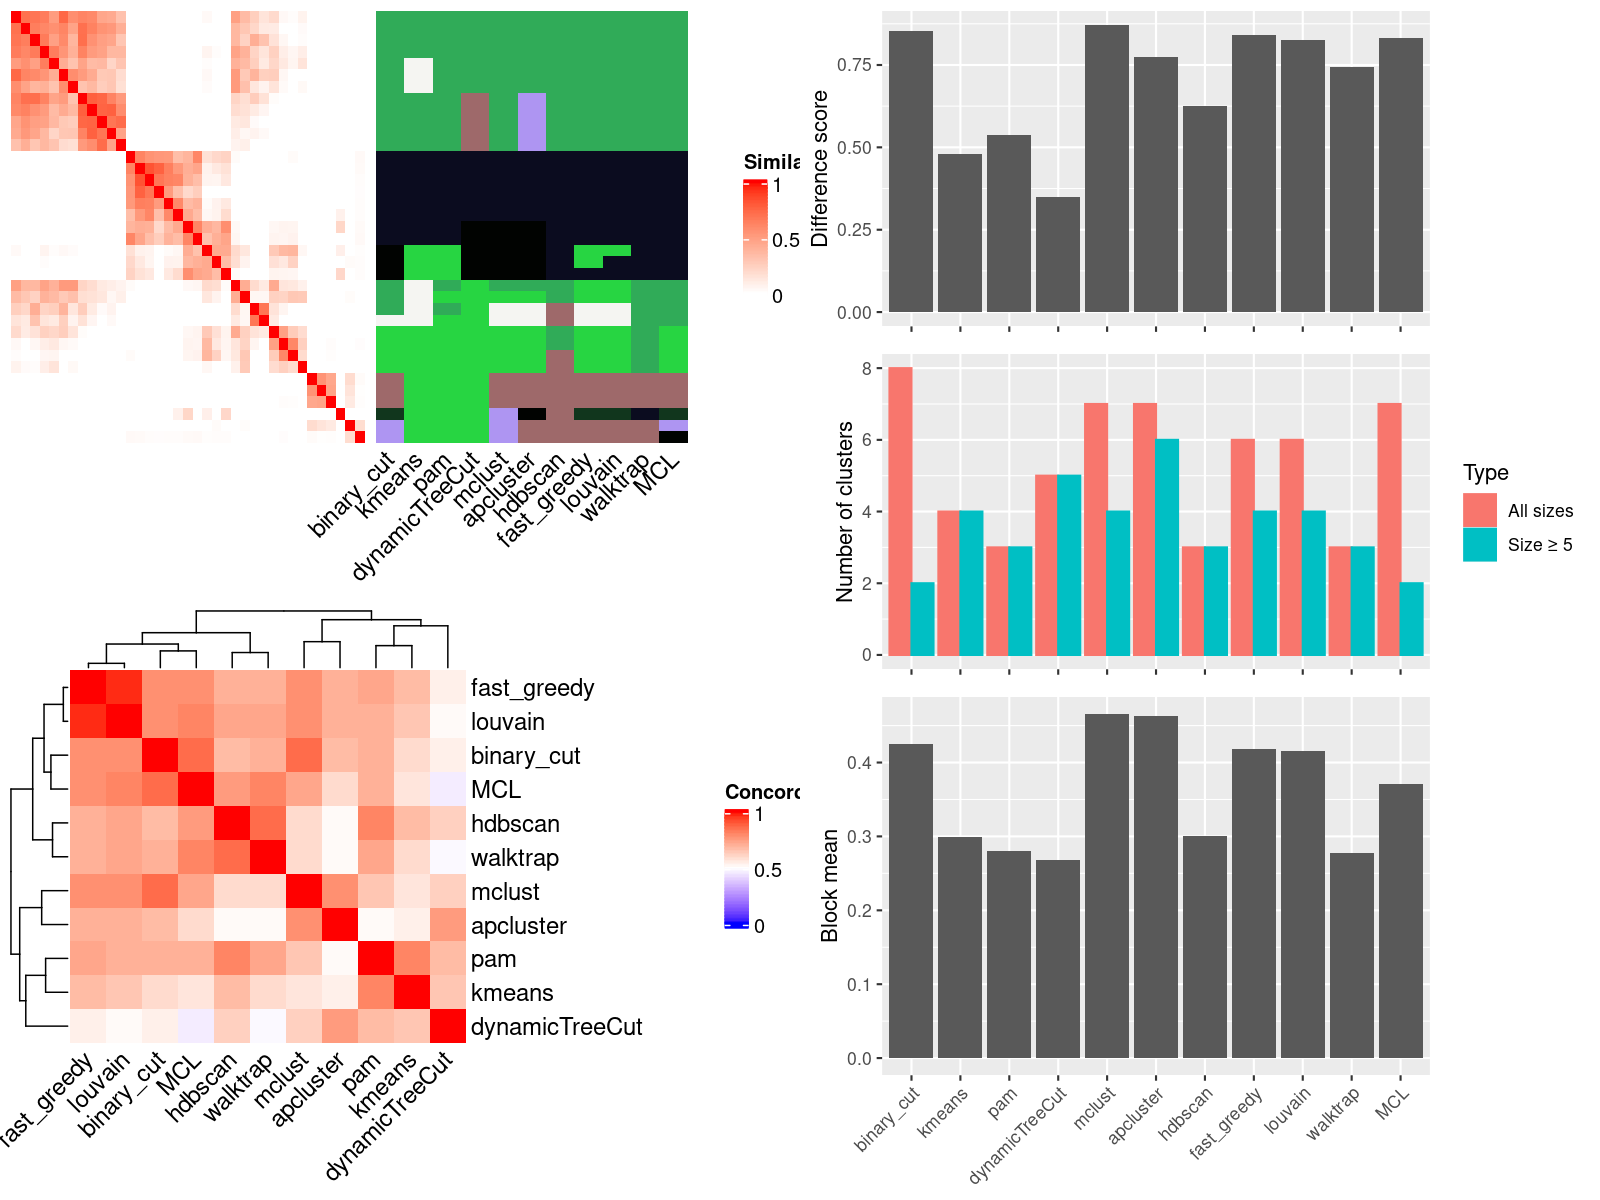 Simila
1
0.5
0
binary_cut
kmeans
pam
dynamicTreeCut
mclust
apcluster
hdbscan
fast_greedy
louvain
walktrap
MCL
fast_greedy
louvain
binary_cut
MCL
hdbscan
walktrap
mclust
apcluster
pam
kmeans
dynamicTreeCut
fast_greedy
louvain
binary_cut
MCL
hdbscan
walktrap
mclust
apcluster
pam
kmeans
dynamicTreeCut
Concord
1
0.5
0
Difference score
0.75
0.50
0.25
0.00
Number of clusters
8
6
4
2
0
Type
All sizes
Size ≥ 5
Block mean
0.4
0.3
0.2
0.1
0.0
binary_cut
kmeans
pam
dynamicTreeCut
mclust
apcluster
hdbscan
fast_greedy
louvain
walktrap
MCL